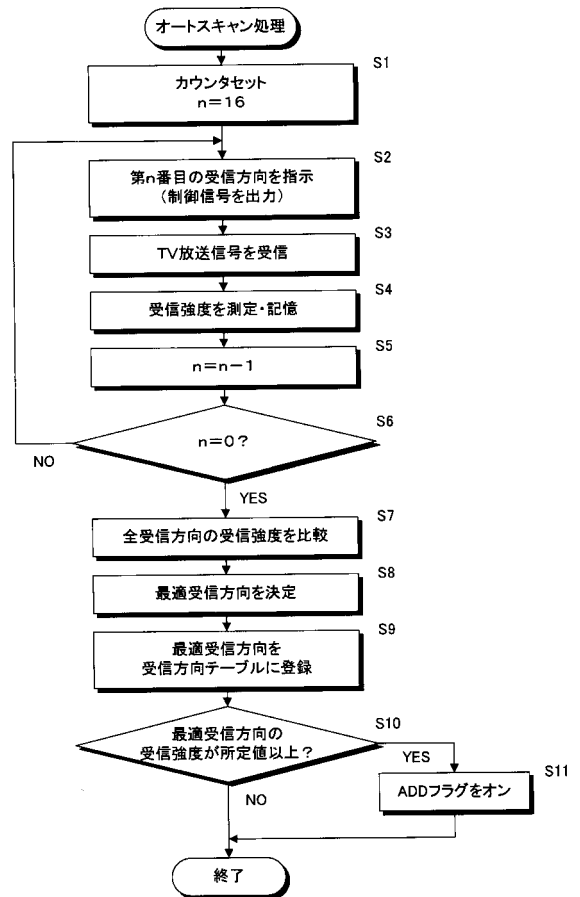 オートスキャン処理
S1
カウンタセット
n=16
S2
第n番目の受信方向を指示
(制御信号を出力)
S3
TV放送信号を受信
S4
受信強度を測定・記憶
S5
n=n-1
S6
n=0?
NO
YES
S7
全受信方向の受信強度を比較
S8
最適受信方向を決定
S9
最適受信方向を
受信方向テーブルに登録
S10
最適受信方向の
受信強度が所定値以上?
YES
S11
ADDフラグをオン
NO
終了